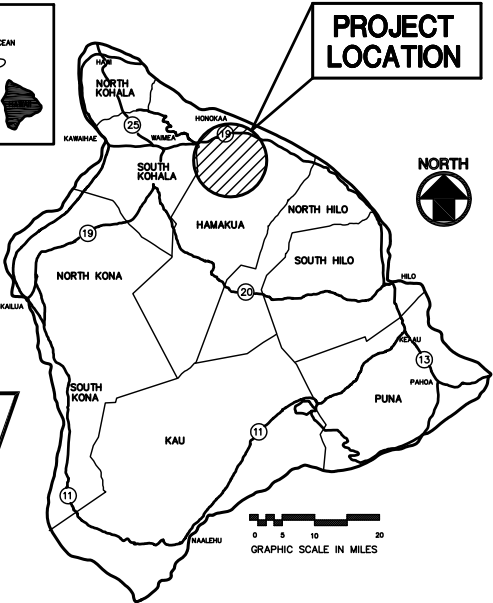 CEAN
PROJECT
LOCATION
HAWI
NORTH
KOHALA
HONOKAA
25
19
KAWAIHAE
WAIMEA
SOUTH
KOHALA
NORTH
HAMAKUA
NORTH HILO
19
SOUTH HILO
NORTH KONA
HILO
20
KAILUA
KEAAU
13
PAHOA
SOUTH
KONA
PUNA
KAU
11
11
NAALEHU
0 5 10 20
GRAPHIC SCALE IN MILES